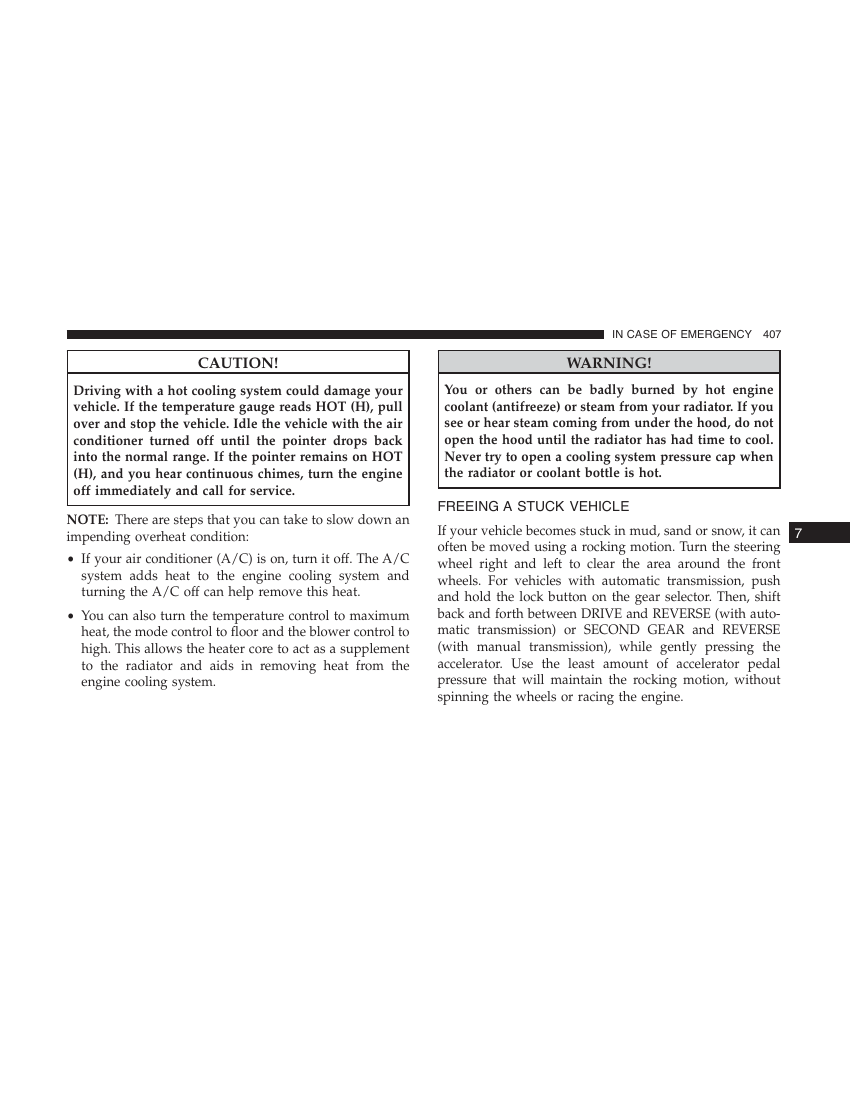 IN CASE OF EMERGENCY 407
CAUTION!
Driving with a hot cooling system could damage your
vehicle. If the temperature gauge reads HOT (H), pull
over and stop the vehicle. Idle the vehicle with the air
conditioner turned off until the pointer drops back
into the normal range. If the pointer remains on HOT
(H), and you hear continuous chimes, turn the engine
off immediately and call for service.
NOTE: There are steps that you can take to slow down an
impending overheat condition:
• If your air conditioner (A/C) is on, turn it off. The A/C
system adds heat to the engine cooling system and
turning the A/C off can help remove this heat.
• You can also turn the temperature control to maximum
heat, the mode control to floor and the blower control to
high. This allows the heater core to act as a supplement
to the radiator and aids in removing heat from the
engine cooling system.
WARNING!
You or others can be badly burned by hot engine
coolant (antifreeze) or steam from your radiator. If you
see or hear steam coming from under the hood, do not
open the hood until the radiator has had time to cool.
Never try to open a cooling system pressure cap when
the radiator or coolant bottle is hot.
FREEING A STUCK VEHICLE
If your vehicle becomes stuck in mud, sand or snow, it can
often be moved using a rocking motion. Turn the steering
wheel right and left to clear the area around the front
wheels. For vehicles with automatic transmission, push
and hold the lock button on the gear selector. Then, shift
back and forth between DRIVE and REVERSE (with auto-
matic transmission) or SECOND GEAR and REVERSE
(with manual transmission), while gently pressing the
accelerator. Use the least amount of accelerator pedal
pressure that will maintain the rocking motion, without
spinning the wheels or racing the engine.
7